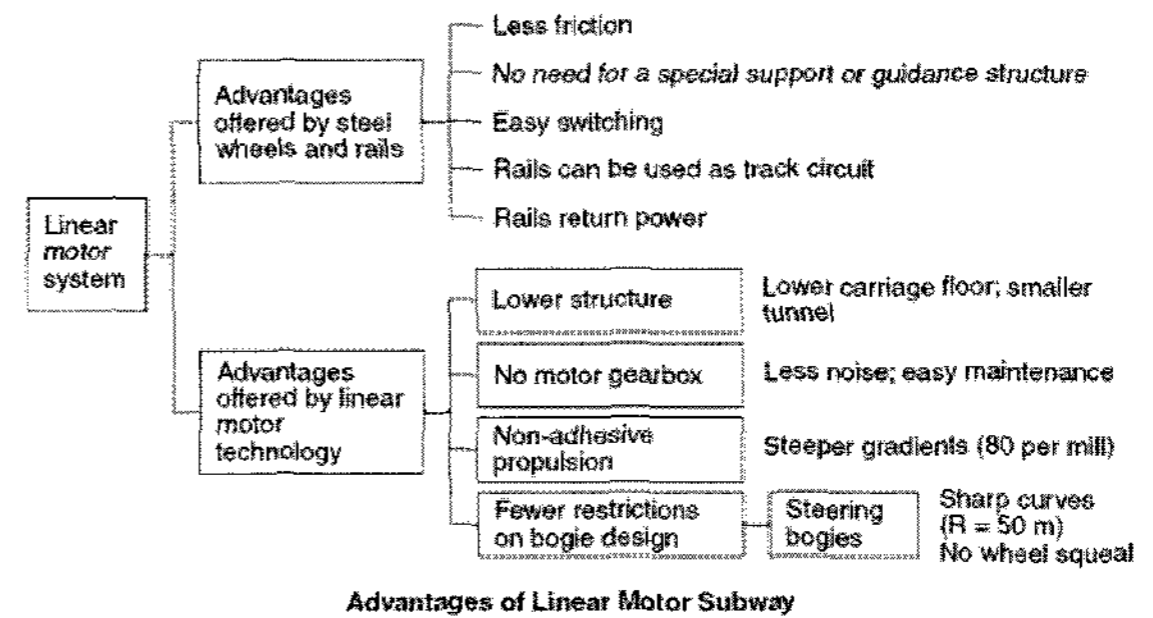 Less friction
No need for a special support or guidance structure
Advantages
offered by steel
wheels and rails
Easy switching
Rails can be used as track circuit
Rails return power
Linear
motor
system
Lower structure
Lower carriage floor; smaller
tunnel
Advantages
offered by linear
motor
technology
No motor gearbox
Less noise; easy maintenance
Non-adhesive
propulsion
Steeper gradients (80 per mill)
Fewer restrictions
on bogie design
Steering
bogies
Sharp curves
(R = 50 m)
No wheel squeal
Advantages of Linear Motor Subway